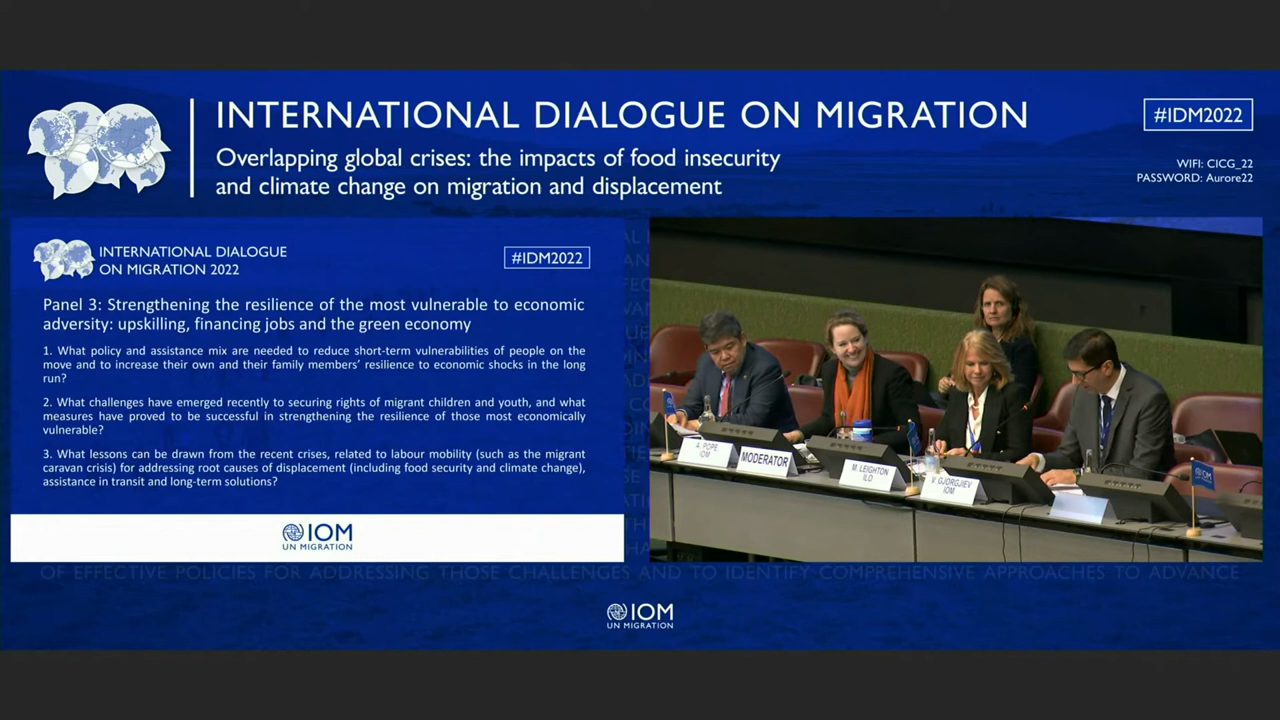 INTERNATIONAL DIALOGUE ON MIGRATION
Overlapping global crises: the impacts of food insecurity
and climate change on migration and displacement
#IDM2022
WIFI: CICG_22
PASSWORD: Aurore22
INTERNATIONAL DIALOGUE
ON MIGRATION 2022
#IDM2022
Panel 3: Strengthening the resilience of the most vulnerable to economic
adversity: upskilling, financing jobs and the green economy
1. What policy and assistance mix are needed to reduce short-term vulnerabilities of people on the
move and to increase their own and their family members' resilience to economic shocks in the long
run?
2. What challenges have emerged recently to securing rights of migrant children and youth, and what
measures have proved to be successful in strengthening the resilience of those most economically
vulnerable?
3. What lessons can be drawn from the recent crises, related to labour mobility (such as the migrant
caravan crisis) for addressing root causes of displacement (including food security and climate change),
assistance in transit and long-term solutions?
IOM
UN MIGRATION
A. POPE
IOM
MODERATOR
M. LEIGHTON
ILO
V. GJORGJIEV
IOM
OF EFFECTIVE POLICIES FOR ADDRESSING THOSE CHALLENGES AND TO IDENTIFY COMPREHENSIVE APPROACHES TO ADVANCE
IOM
UN MIGRATION